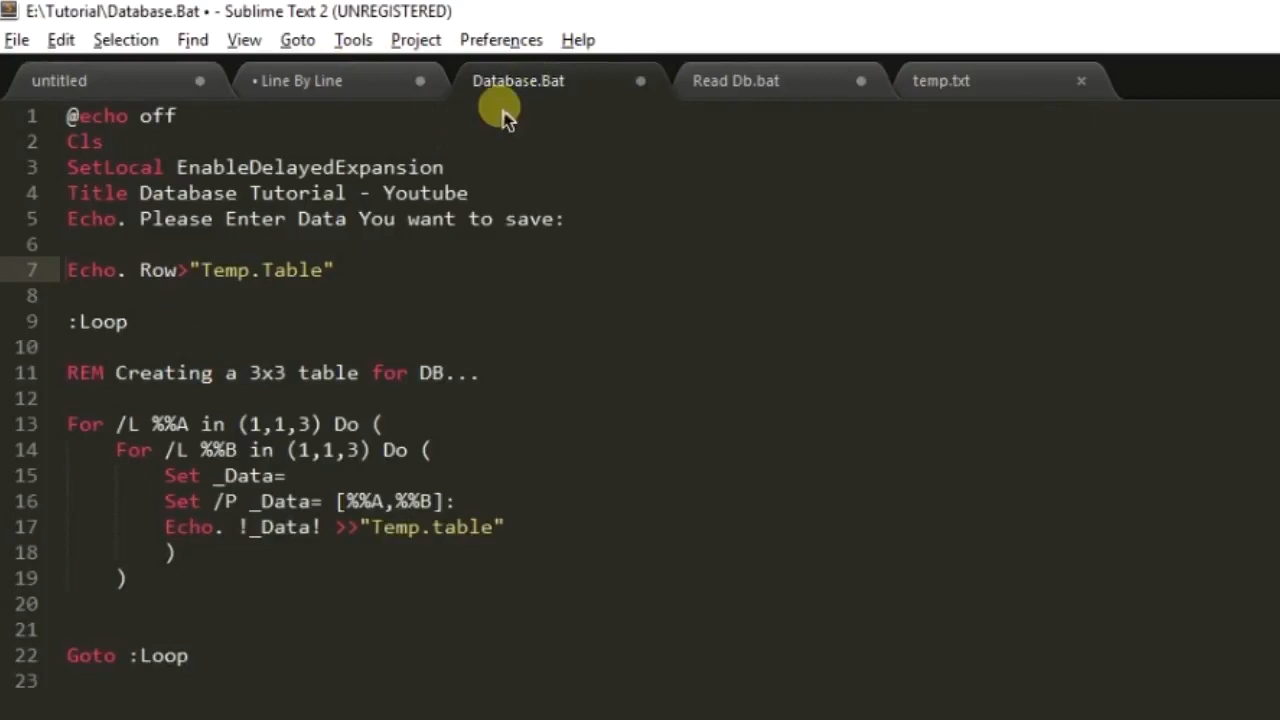 E:\Tutorial\Database.Bat • - Sublime Text 2 (UNREGISTERED)
File Edit Selection Find View Goto Tools Project Preferences Help
untitled • Line By Line Database.Bat Read Db.bat temp.txt ×
1 @echo off
2 Cls
3 SetLocal EnableDelayedExpansion
4 Title Database Tutorial - Youtube
5 Echo. Please Enter Data You want to save:
6
7 Echo. Row>"Temp.Table"
8
9 :Loop
10
11 REM Creating a 3x3 table for DB...
12
13 For /L %%A in (1,1,3) Do (
14 For /L %%B in (1,1,3) Do (
15 Set _Data=
16 Set /P _Data= [%%A,%%B]:
17 Echo. !_Data! >>"Temp.table"
18 )
19 )
20
21
22 Goto :Loop
23